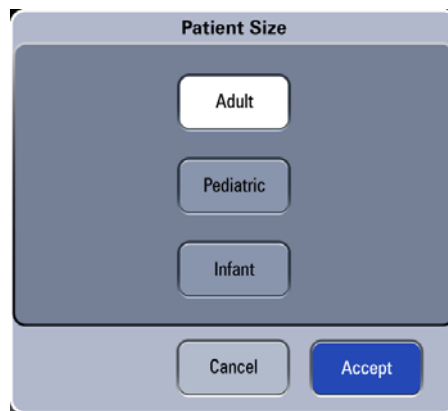 Patient Size
Adult
Pediatric
Infant
Cancel Accept